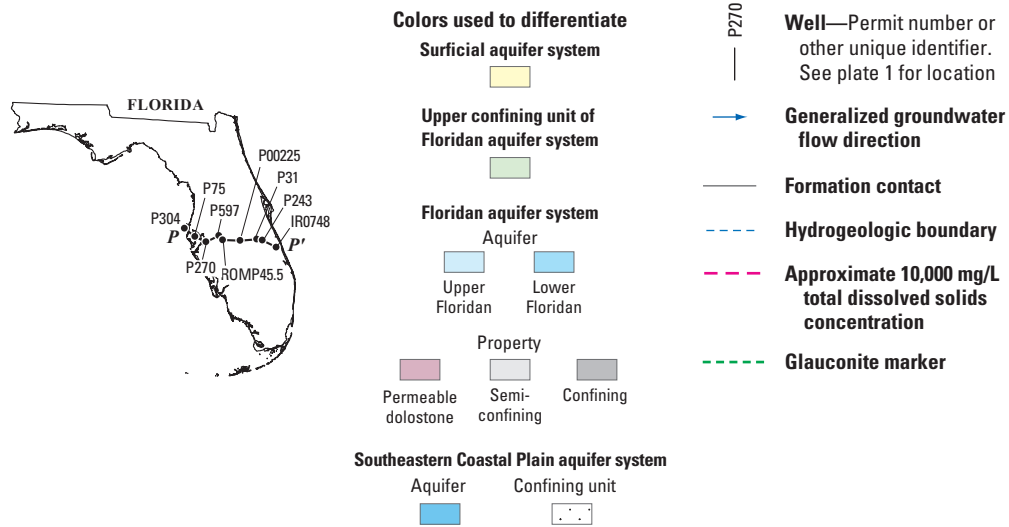 FLORIDA
P00225
P31
P75
P243
P597
IR0748
P304
P
P'
P270
ROMP45.5
Colors used to differentiate
Surficial aquifer system
Upper confining unit of
Floridan aquifer system
Floridan aquifer system
Aquifer
Upper
Floridan
Lower
Floridan
Property
Permeable
dolostone
Semi-
confining
Confining
Southeastern Coastal Plain aquifer system
Aquifer
Confining unit
P270
Well—Permit number or
other unique identifier.
See plate 1 for location
Generalized groundwater
flow direction
Formation contact
Hydrogeologic boundary
Approximate 10,000 mg/L
total dissolved solids
concentration
Glauconite marker